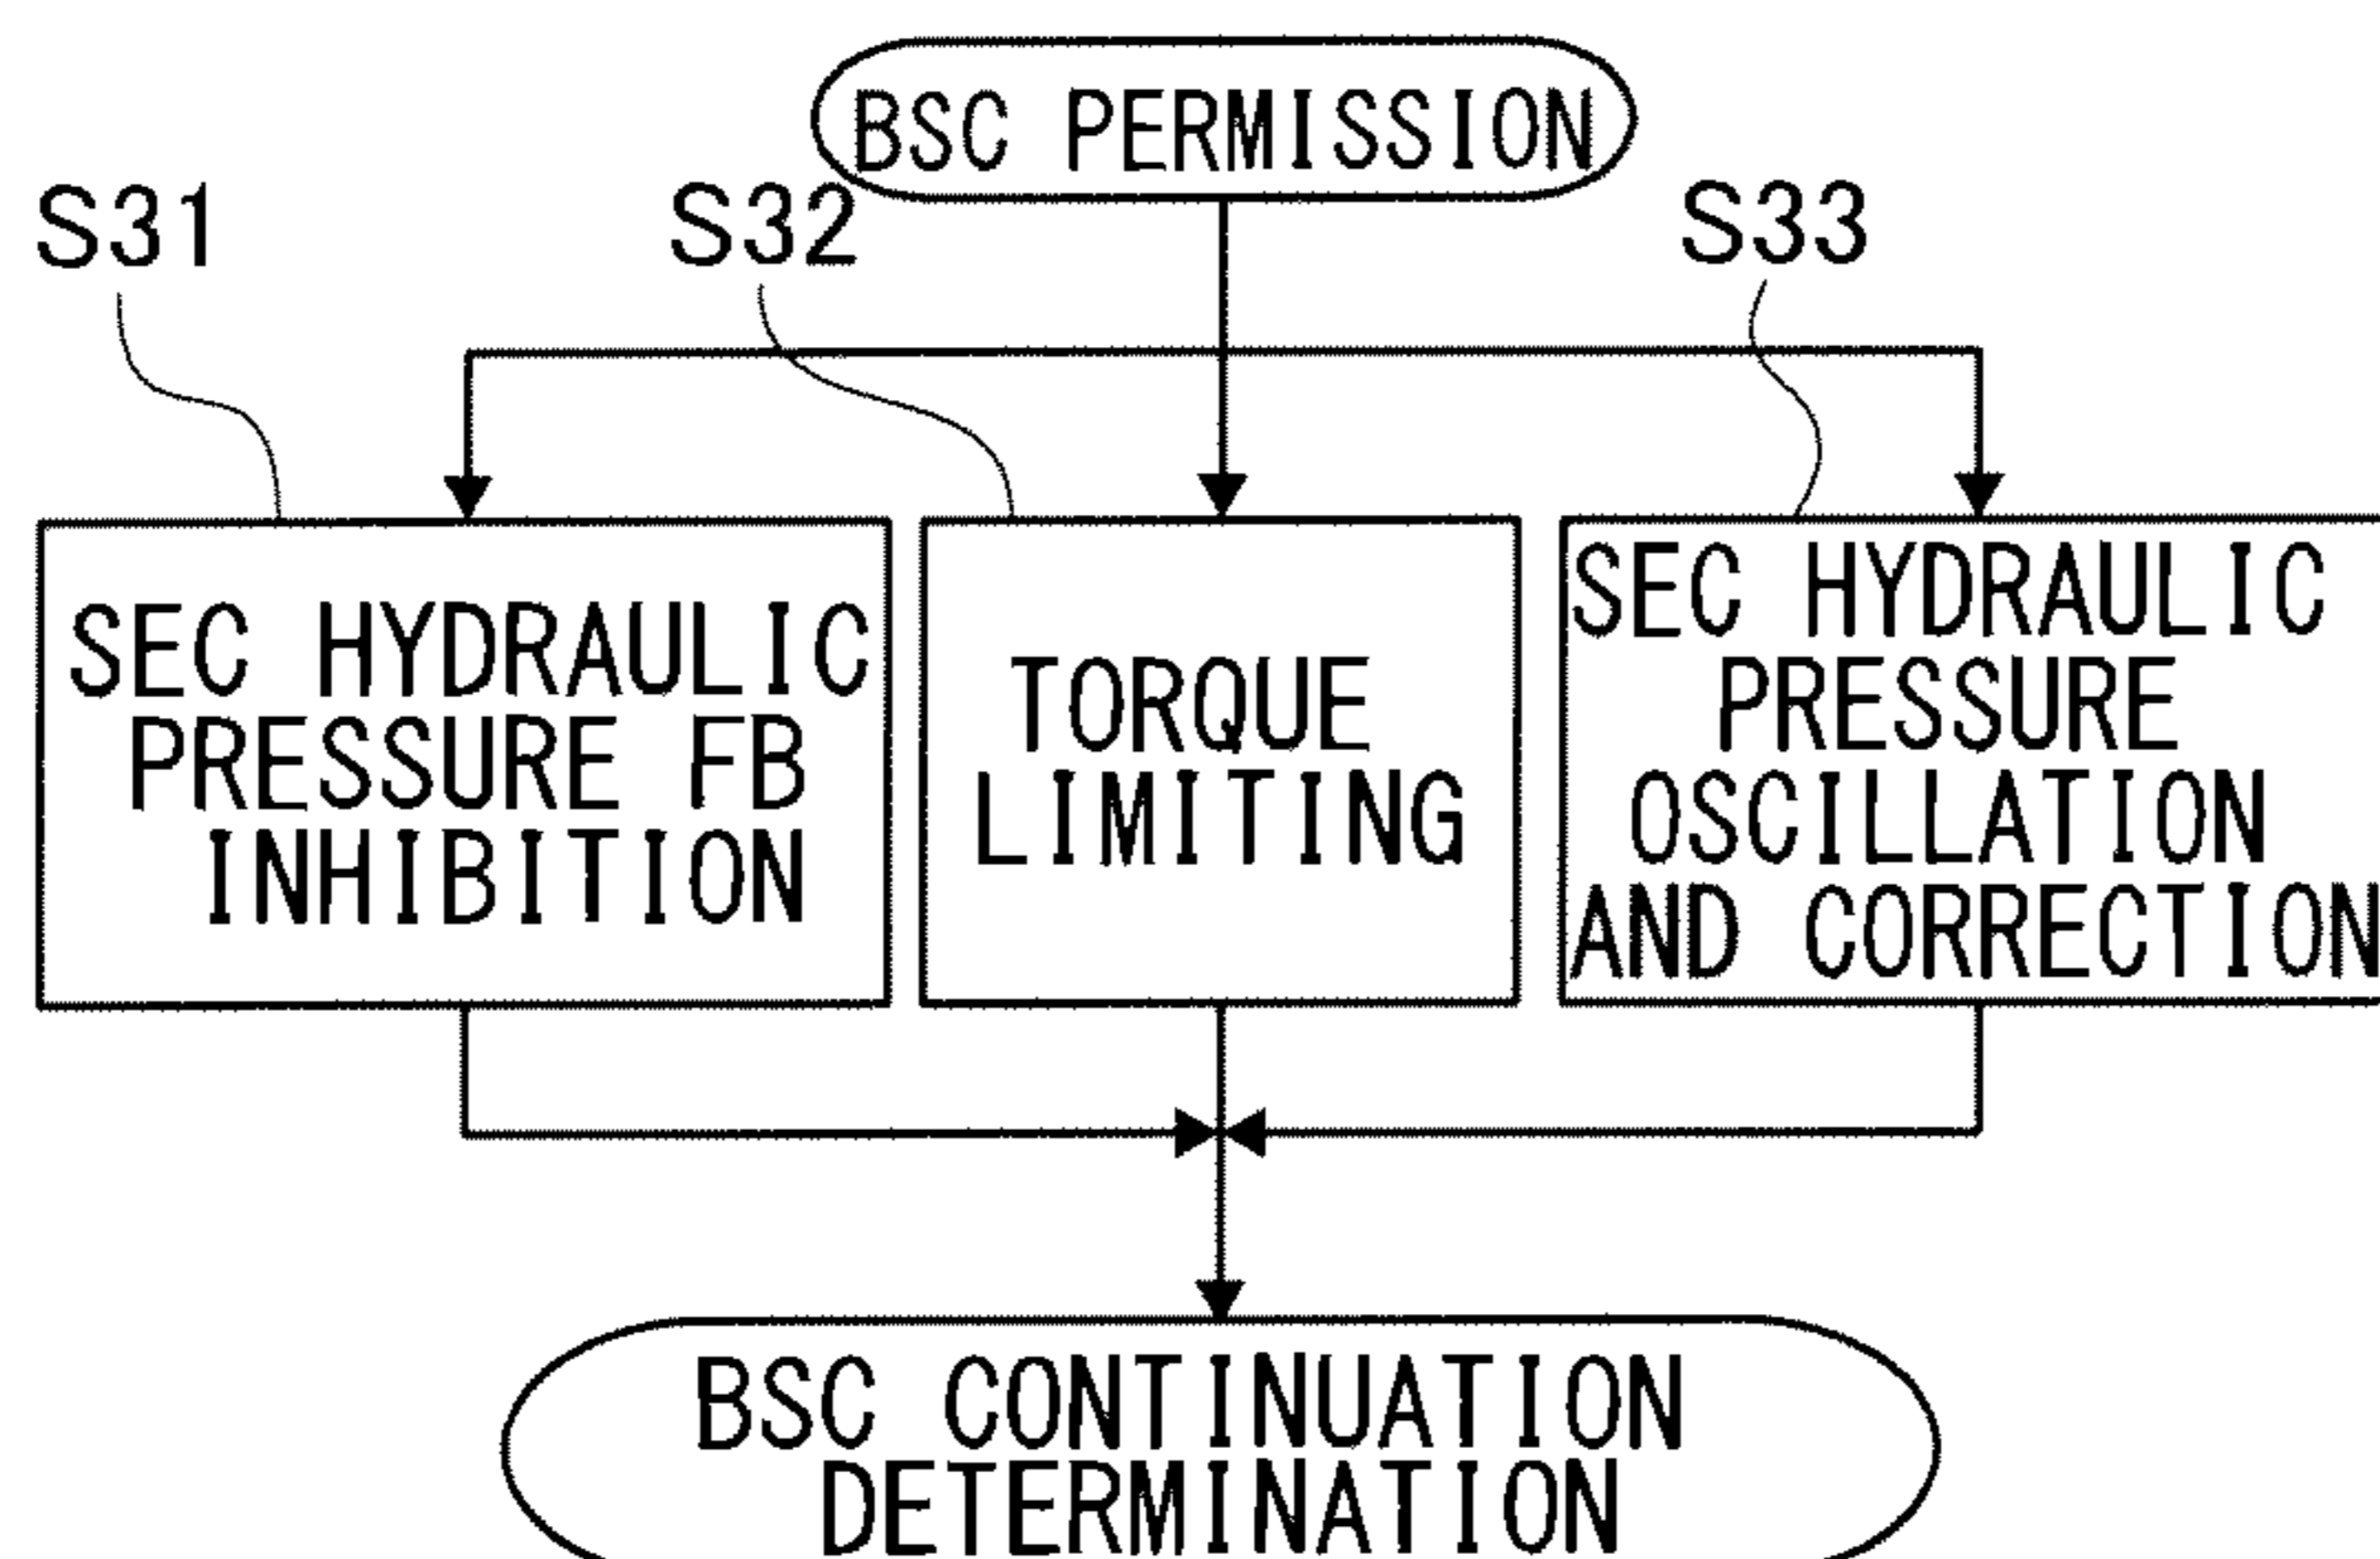 BSC PERMISSION
S31
S32
S33
SEC HYDRAULIC
PRESSURE FB
INHIBITION
TORQUE
LIMITING
SEC HYDRAULIC
PRESSURE
OSCILLATION
AND CORRECTION
BSC CONTINUATION
DETERMINATION